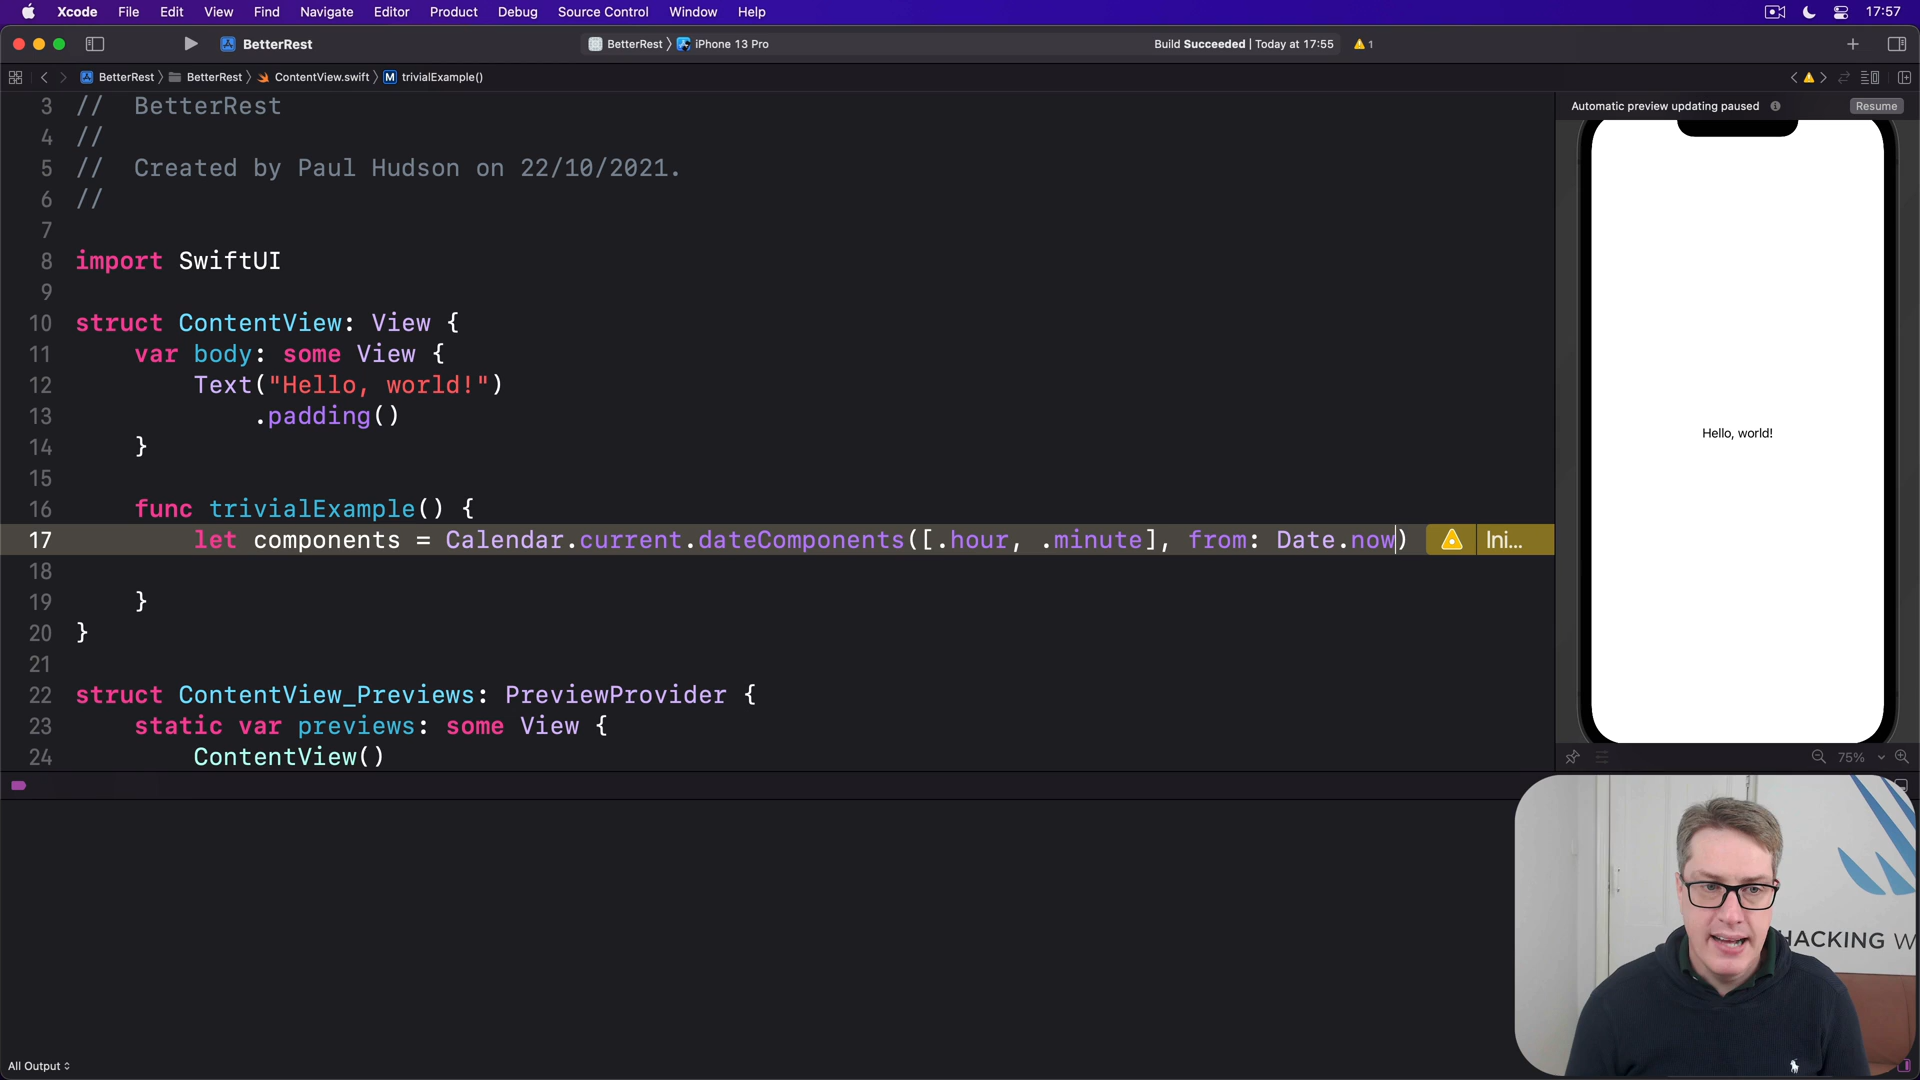 Xcode File Edit View Find Navigate Editor Product Debug Source Control Window Help 17:57
BetterRest BetterRest iPhone 13 Pro Build Succeeded | Today at 17:55 1
BetterRest BetterRest ContentView.swift M trivialExample()
Automatic preview updating paused Resume
3 // BetterRest
4 //
5 // Created by Paul Hudson on 22/10/2021.
6 //
7
8 import SwiftUI
9
10 struct ContentView: View {
11 var body: some View {
12 Text("Hello, world!")
13 .padding()
14 }
15
16 func trivialExample() {
17 let components = Calendar.current.dateComponents([.hour, .minute], from: Date.now) Ini...
18
19 }
20 }
21
22 struct ContentView_Previews: PreviewProvider {
23 static var previews: some View {
24 ContentView()
Hello, world!
75%
HACKING W
All Output